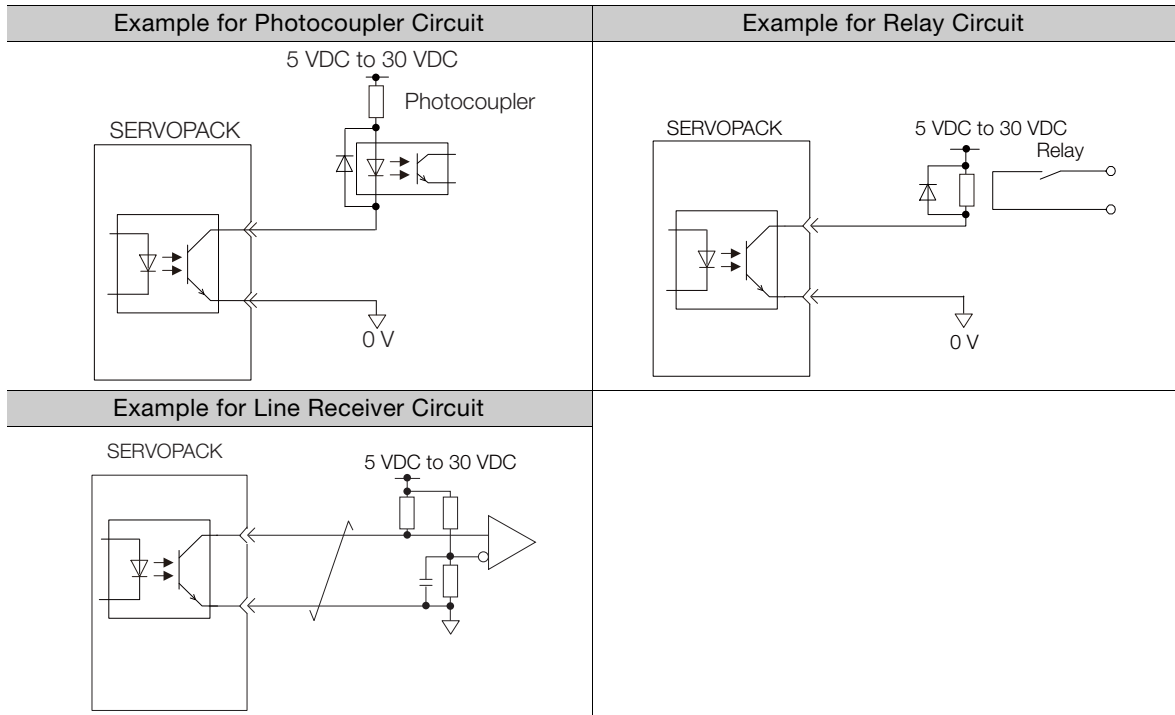 Example for Photocoupler Circuit
5 VDC to 30 VDC
Photocoupler
SERVOPACK
0 V
Example for Relay Circuit
SERVOPACK
5 VDC to 30 VDC
Relay
0 V
Example for Line Receiver Circuit
SERVOPACK
5 VDC to 30 VDC